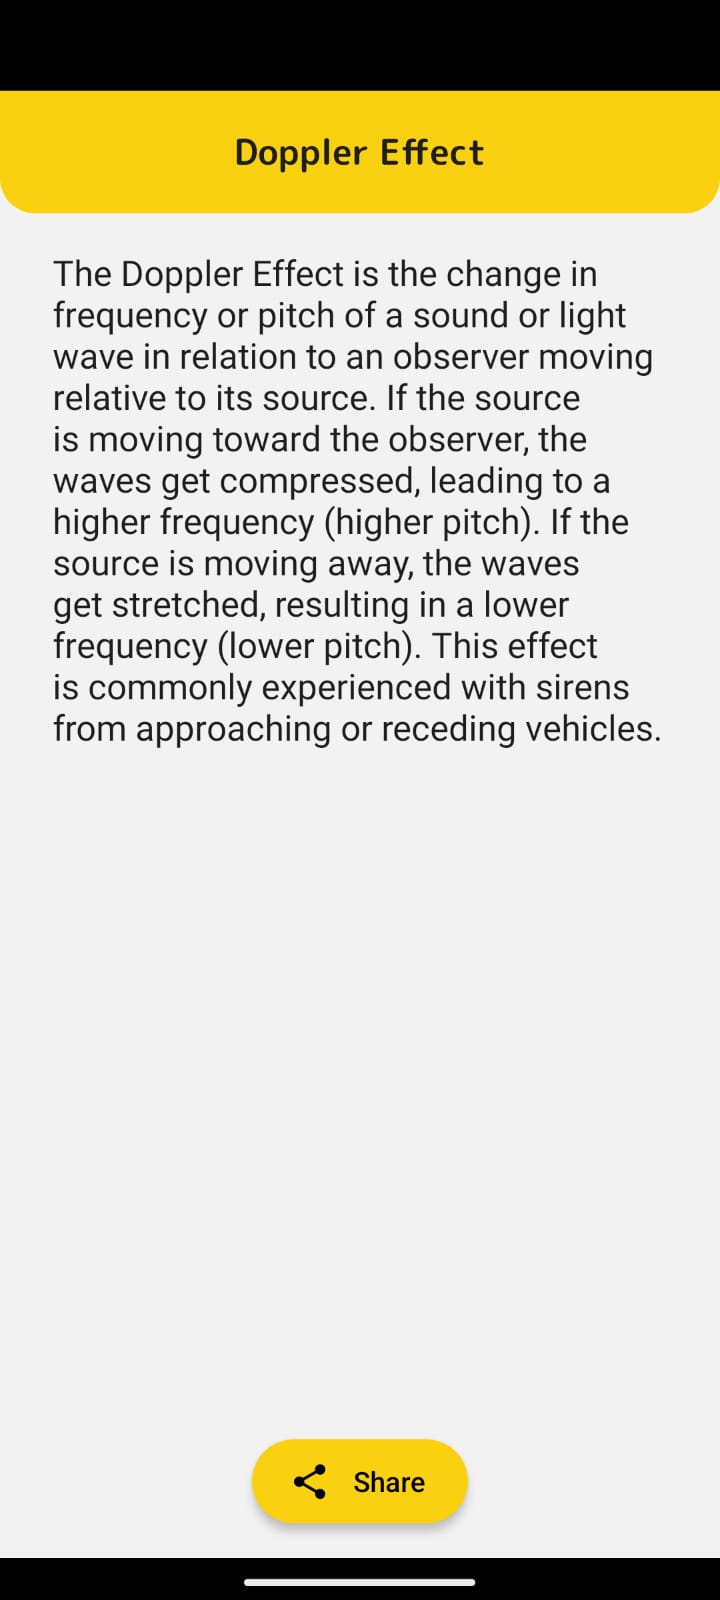 Doppler Effect
The Doppler Effect is the change in
frequency or pitch of a sound or light
wave in relation to an observer moving
relative to its source. If the source
is moving toward the observer, the
waves get compressed, leading to a
higher frequency (higher pitch). If the
source is moving away, the waves
get stretched, resulting in a lower
frequency (lower pitch). This effect
is commonly experienced with sirens
from approaching or receding vehicles.
Share